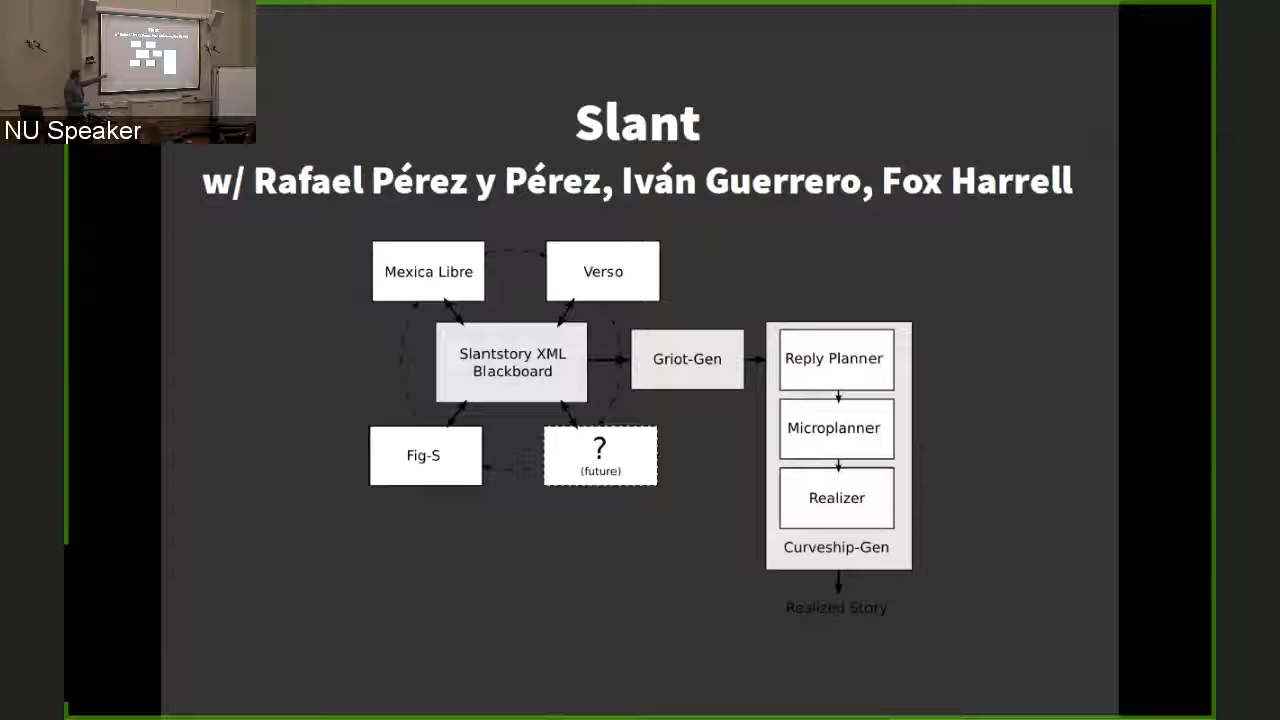 NU Speaker
Slant
w/ Rafael Pérez y Pérez, Iván Guerrero, Fox Harrell
Mexica Libre
Verso
Slantstory XML
Blackboard
Griot-Gen
Reply Planner
Microplanner
Realizer
Curveship-Gen
Fig-S
?
(future)
Realized Story